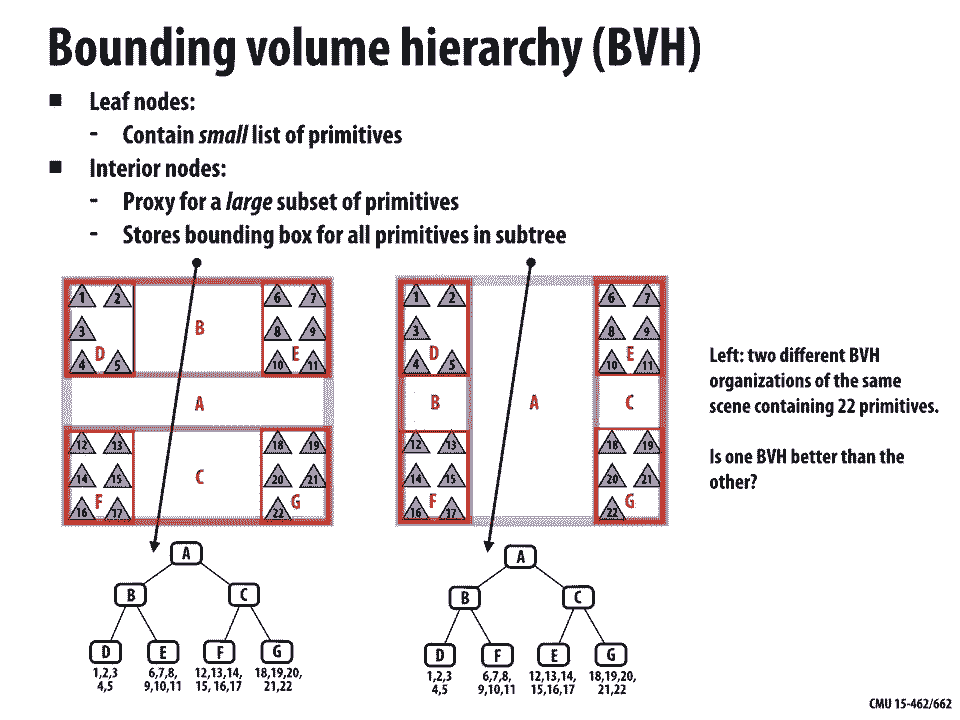 Bounding volume hierarchy (BVH)
Leaf nodes:
- Contain small list of primitives
Interior nodes:
- Proxy for a large subset of primitives
- Stores bounding box for all primitives in subtree
1 2 6 7
3 B 8 9
D E
4 5 10 11
A
12 13 18 19
14 15 C 20 21
F G
16 17 22
1 2 6 7
3 8 9
D E
4 5 10 11
B A C
12 13 18 19
14 15 20 21
F G
16 17 22
Left: two different BVH
organizations of the same
scene containing 22 primitives.
Is one BVH better than the
other?
A
B C
D E F G
1,2,3 6,7,8, 12,13,14, 18,19,20,
4,5 9,10,11 15, 16,17 21,22
A
B C
D F E G
1,2,3 6,7,8, 12,13,14, 18,19,20,
4,5 9,10,11 15,16,17 21,22
CMU 15-462/662